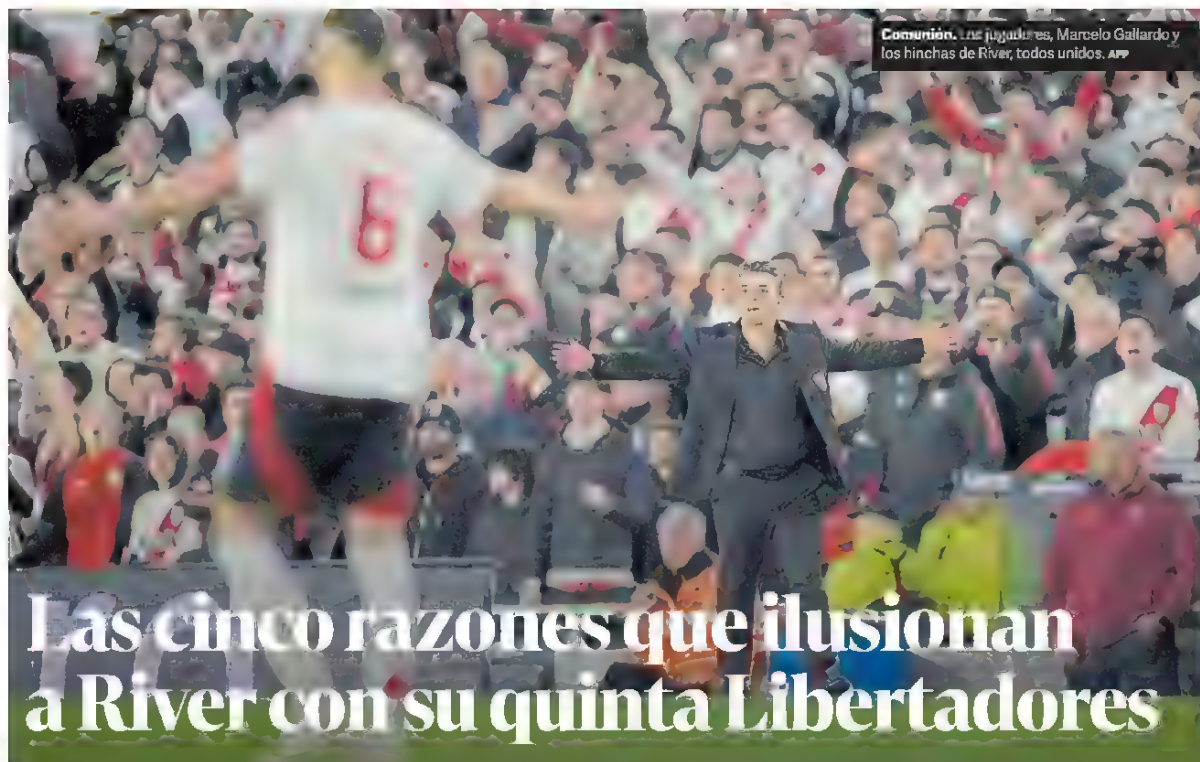 Comunión. Los jugadores, Marcelo Gallardo y
los hinchas de River, todos unidos. AFP
6
Las cinco razones que ilusionan
a River con su quinta Libertadores